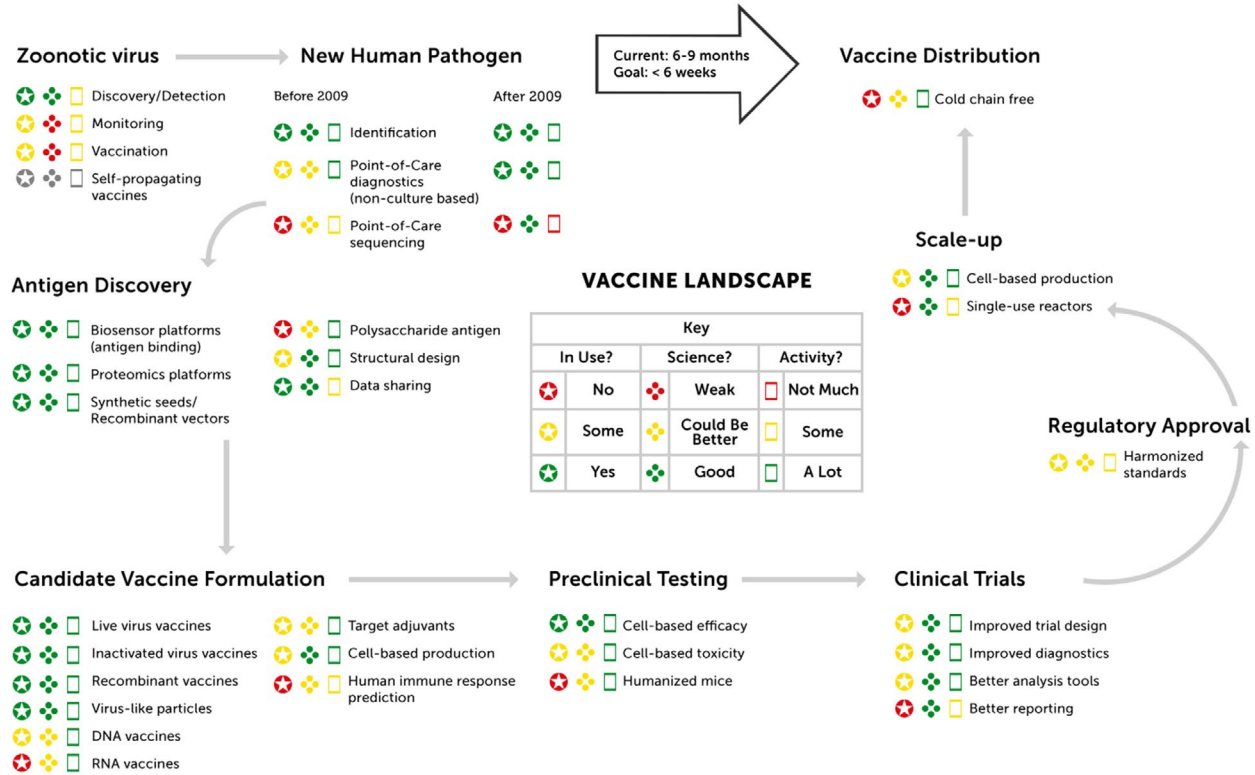 Zoonotic virus
Discovery/Detection
Monitoring
Vaccination
Self-propagating
vaccines
New Human Pathogen
Before 2009
After 2009
Identification
Point-of-Care
diagnostics
(non-culture based)
Point-of-Care
sequencing
Current: 6-9 months
Goal: < 6 weeks
Vaccine Distribution
Cold chain free
Scale-up
Cell-based production
Single-use reactors
Antigen Discovery
Biosensor platforms
(antigen binding)
Proteomics platforms
Synthetic seeds/
Recombinant vectors
Polysaccharide antigen
Structural design
Data sharing
VACCINE LANDSCAPE
Key
In Use? Science? Activity?
No Weak Not Much
Some Could Be
Better Some
Yes Good A Lot
Regulatory Approval
Harmonized
standards
Candidate Vaccine Formulation
Live virus vaccines
Inactivated virus vaccines
Recombinant vaccines
Virus-like particles
DNA vaccines
RNA vaccines
Target adjuvants
Cell-based production
Human immune response
prediction
Preclinical Testing
Cell-based efficacy
Cell-based toxicity
Humanized mice
Clinical Trials
Improved trial design
Improved diagnostics
Better analysis tools
Better reporting